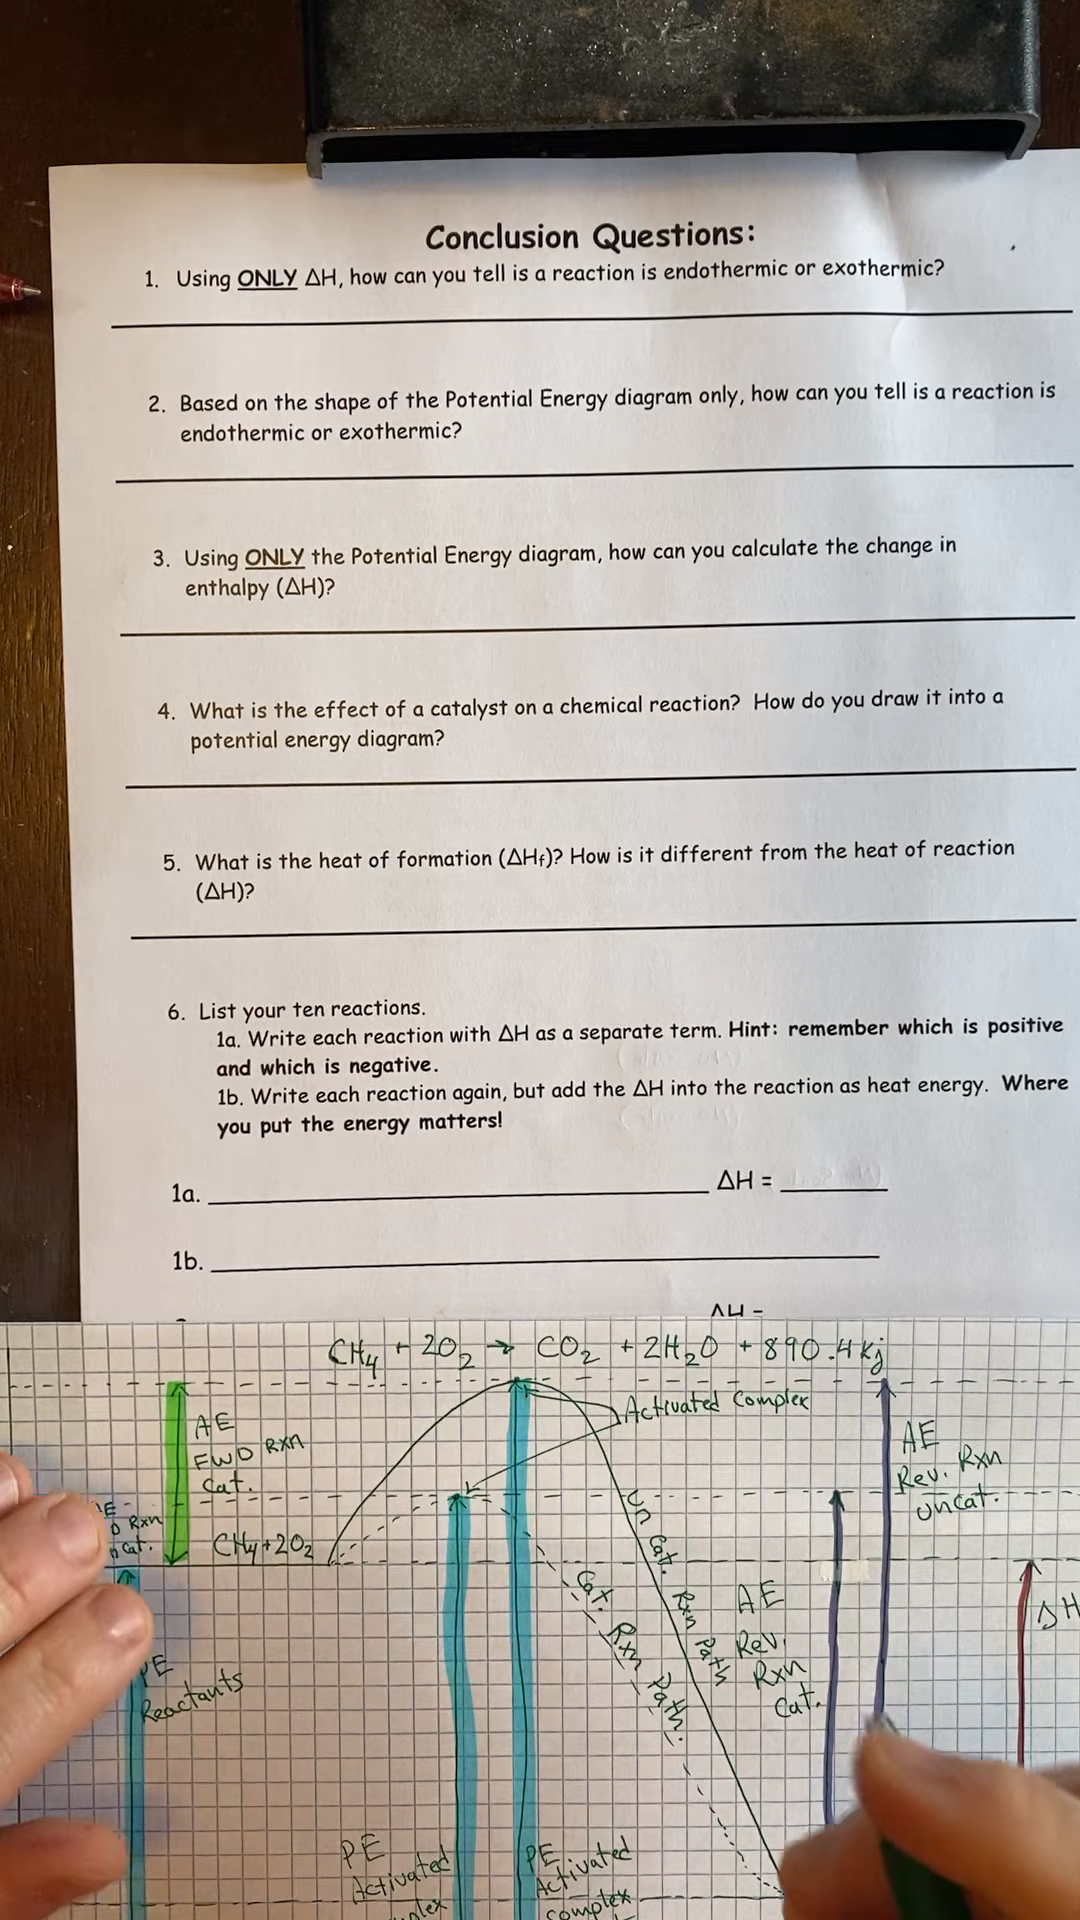 Conclusion Questions:
1. Using ONLY ΔH, how can you tell is a reaction is endothermic or exothermic?
2. Based on the shape of the Potential Energy diagram only, how can you tell is a reaction is
endothermic or exothermic?
3. Using ONLY the Potential Energy diagram, how can you calculate the change in
enthalpy (ΔH)?
4. What is the effect of a catalyst on a chemical reaction? How do you draw it into a
potential energy diagram?
5. What is the heat of formation (ΔHf)? How is it different from the heat of reaction
(ΔH)?
6. List your ten reactions.
1a. Write each reaction with ΔH as a separate term. Hint: remember which is positive
and which is negative.
1b. Write each reaction again, but add the ΔH into the reaction as heat energy. Where
you put the energy matters!
1a. ΔH =
1b.
ΔH =
CH₄ + 2O₂ → CO₂ + 2H₂O + 890.4 kj
Activated Complex
AE
FWD Rxn
Cat.
AE
Rev. Rxn
uncat.
Rxn
cat.
CH₄+2O₂
Un Cat. Rxn Path
Cat. Rxn Path.
AE
Rev.
Rxn
Cat.
ΔH
PE
Reactants
PE
Activated
PE
Activated
Complex